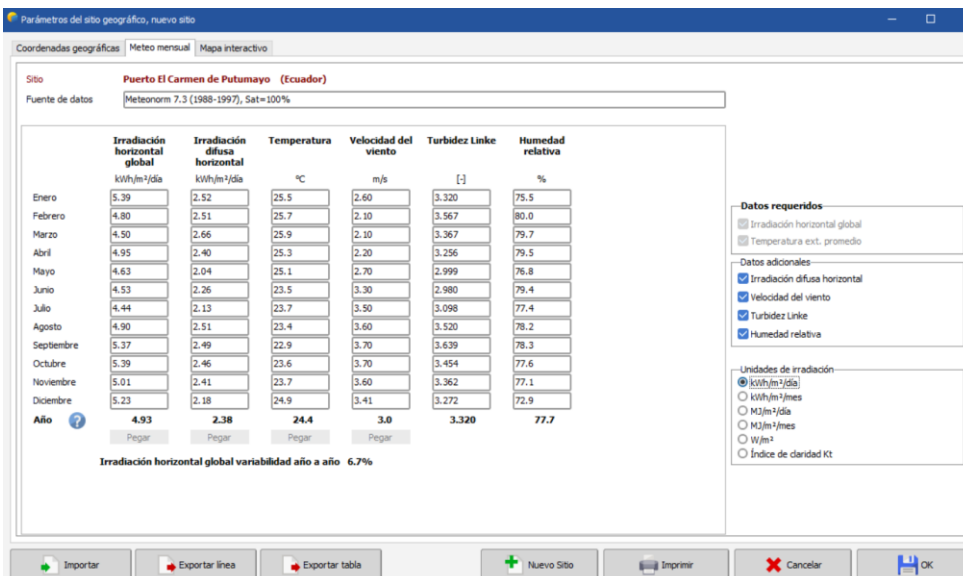 Parámetros del sitio geográfico, nuevo sitio
Coordenadas geográficas Meteo mensual Mapa interactivo
Sitio Puerto El Carmen de Putumayo (Ecuador)
Fuente de datos Meteonorm 7.3 (1988-1997), Sat=100%
Irradiación horizontal global Irradiación difusa horizontal Temperatura Velocidad del viento Turbidez Linke Humedad relativa
kWh/m²/día kWh/m²/día °C m/s [-] %
Enero 5.39 2.52 25.5 2.60 3.320 75.5
Febrero 4.80 2.51 25.7 2.10 3.567 80.0
Marzo 4.50 2.66 25.9 2.10 3.367 79.7
Abril 4.95 2.40 25.3 2.20 3.256 79.5
Mayo 4.63 2.04 25.1 2.70 2.999 76.8
Junio 4.53 2.26 23.5 3.30 2.980 79.4
Julio 4.44 2.13 23.7 3.50 3.098 77.4
Agosto 4.90 2.51 23.4 3.60 3.520 78.2
Septiembre 5.37 2.49 22.9 3.70 3.639 78.3
Octubre 5.39 2.46 23.6 3.70 3.454 77.6
Noviembre 5.01 2.41 23.7 3.60 3.362 77.1
Diciembre 5.23 2.18 24.9 3.41 3.272 72.9
Año ? 4.93 2.38 24.4 3.0 3.320 77.7
Pegar Pegar Pegar Pegar
Irradiación horizontal global variabilidad año a año 6.7%
Datos requeridos
Irradiación horizontal global
Temperatura ext. promedio
Datos adicionales
Irradiación difusa horizontal
Velocidad del viento
Turbidez Linke
Humedad relativa
Unidades de irradiación
kWh/m²/día
kWh/m²/mes
MJ/m²/día
MJ/m²/mes
W/m²
Índice de claridad Kt
Importar Exportar línea Exportar tabla Nuevo Sitio Imprimir Cancelar OK